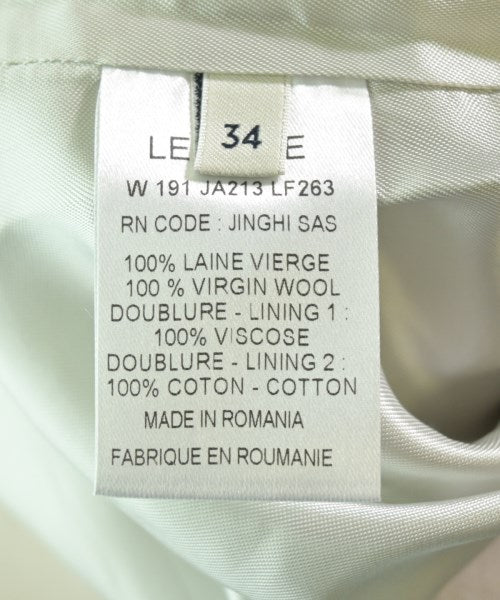 34
W 191 JA213 LF263
RN CODE : JINGHI SAS
100% LAINE VIERGE
100 % VIRGIN WOOL
DOUBLURE - LINING 1 :
100% VISCOSE
DOUBLURE - LINING 2 :
100% COTON - COTTON
MADE IN ROMANIA
FABRIQUE EN ROUMANIE